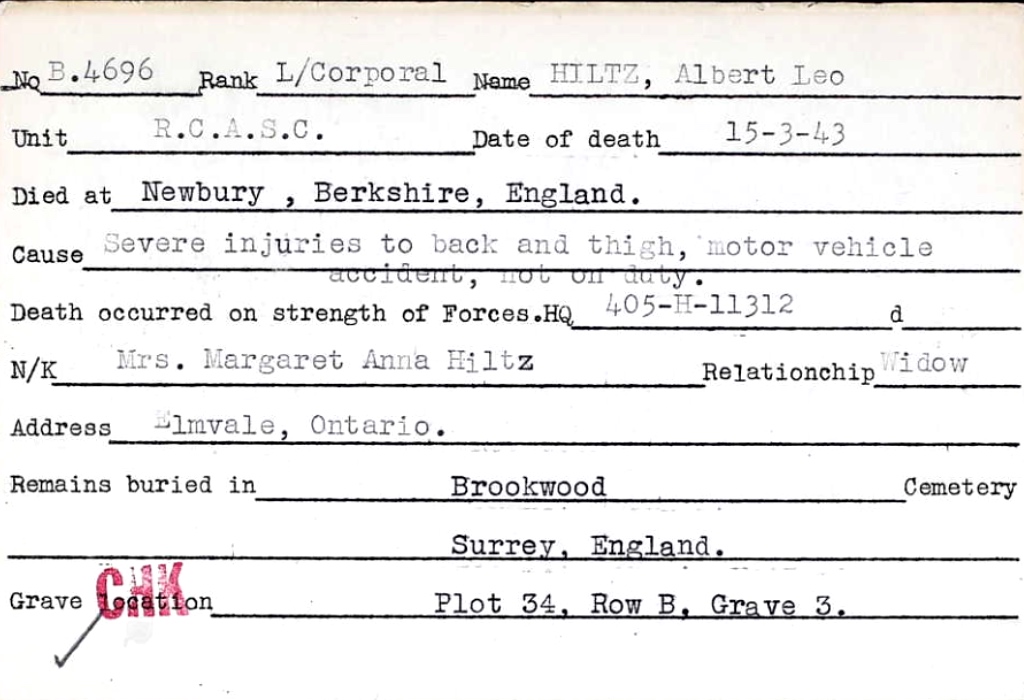 No B.4696 Rank L/Corporal Name HILTZ, Albert Leo
Unit R.C.A.S.C. Date of death 15-3-43
Died at Newbury , Berkshire, England.
Cause Severe injuries to back and thigh, motor vehicle
accident, not on duty.
Death occurred on strength of Forces.HQ 405-H-11312 d
N/K Mrs. Margaret Anna Hiltz Relationchip Widow
Address Elmvale, Ontario.
Remains buried in Brookwood Cemetery
Surrey, England.
Grave location Plot 34, Row B, Grave 3.
CHK